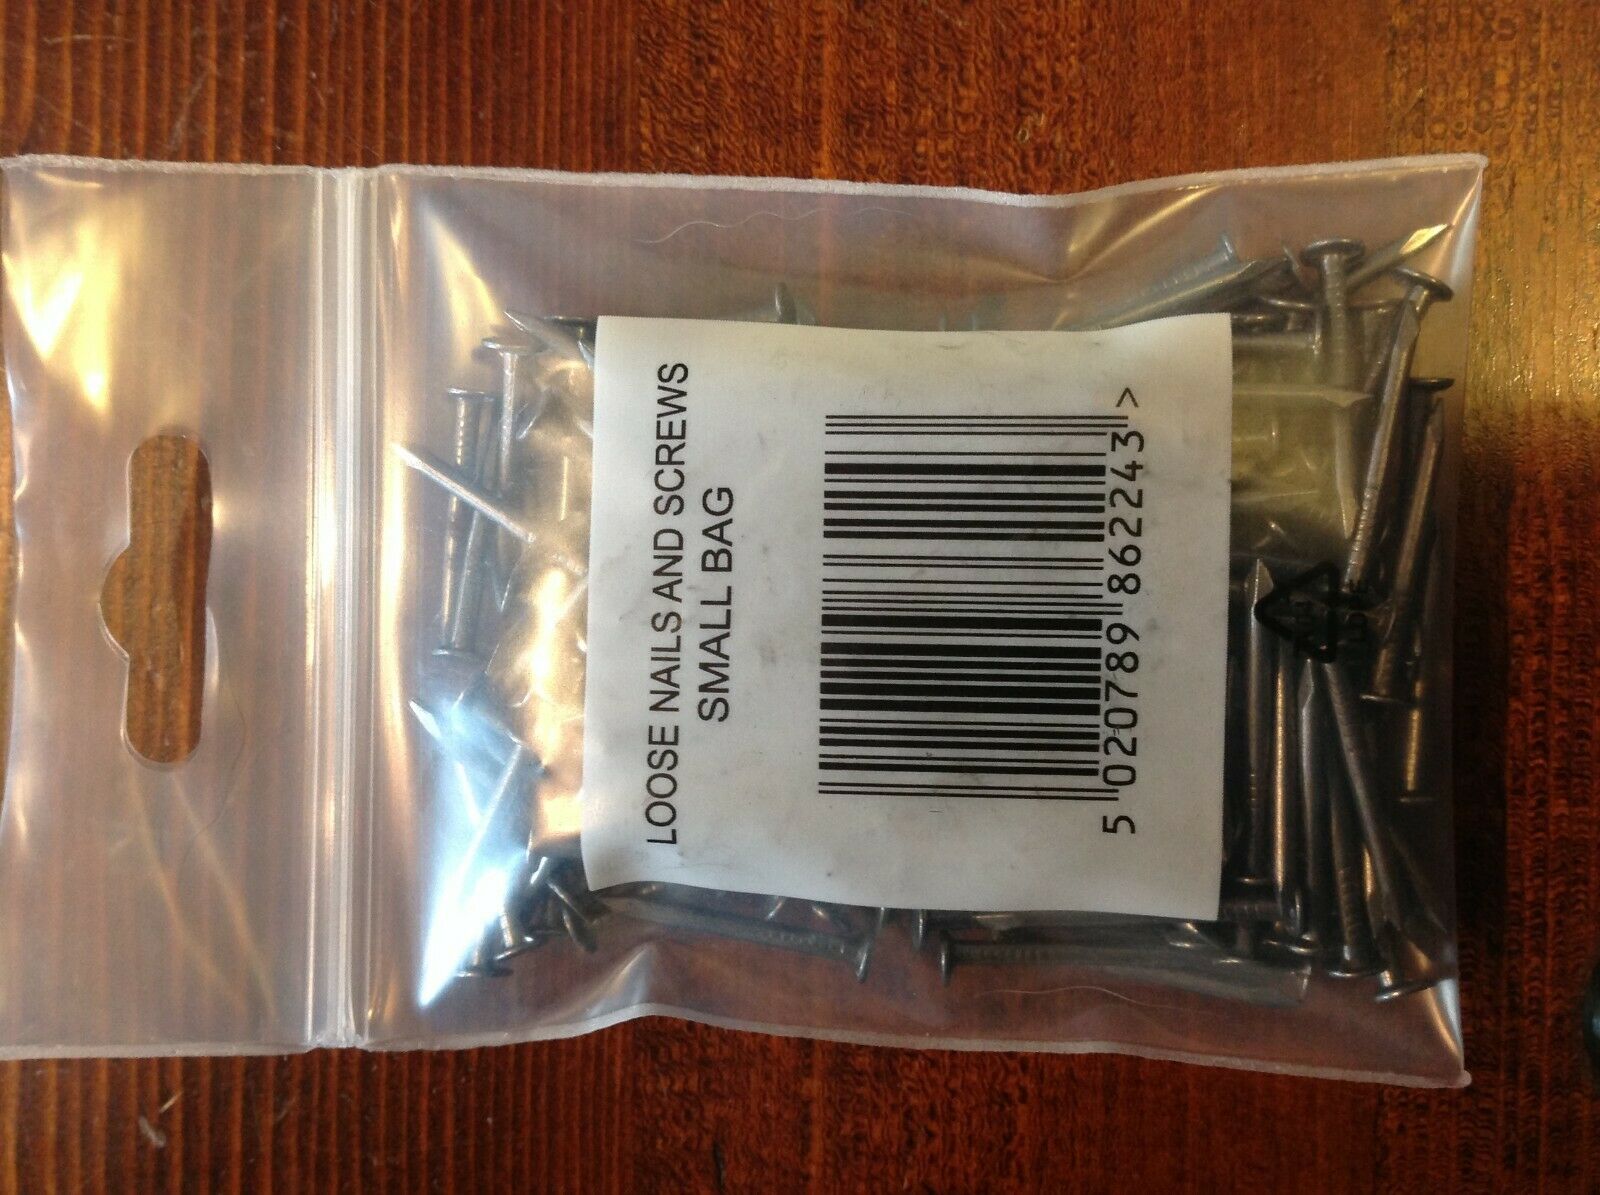 LOOSE NAILS AND SCREWS
SMALL BAG
5 020789 862243 >